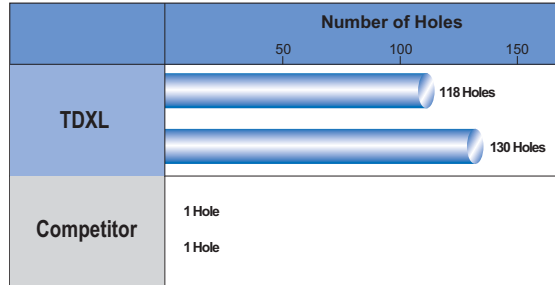 Number of Holes
50 100 150
TDXL
118 Holes
130 Holes
Competitor
1 Hole
1 Hole